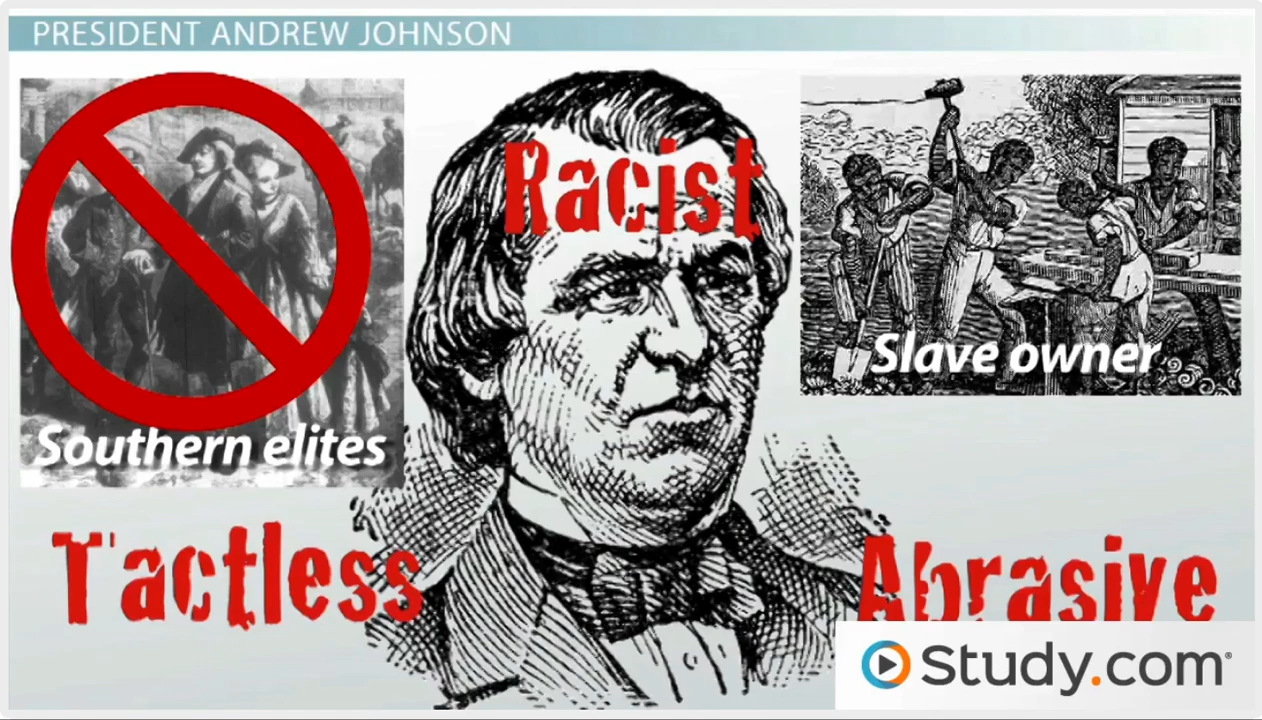 PRESIDENT ANDREW JOHNSON
Racist
Slave owner
Southern elites
Tactless
Abrasive
Study.com®